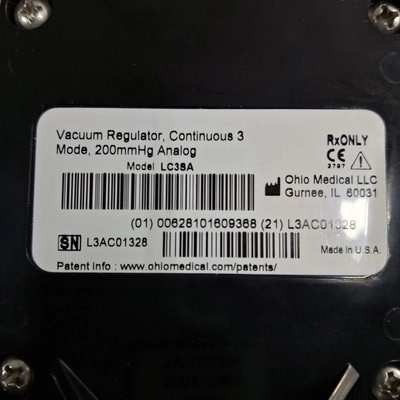 Vacuum Regulator, Continuous 3
Mode, 200mmHg Analog
Model LC3SA
RxONLY
CE
2797
Ohio Medical LLC
Gurnee, IL 60031
(01) 00628101609368 (21) L3AC01328
SN L3AC01328
Made in U.S.A.
Patent info : www.ohiomedical.com/patents/